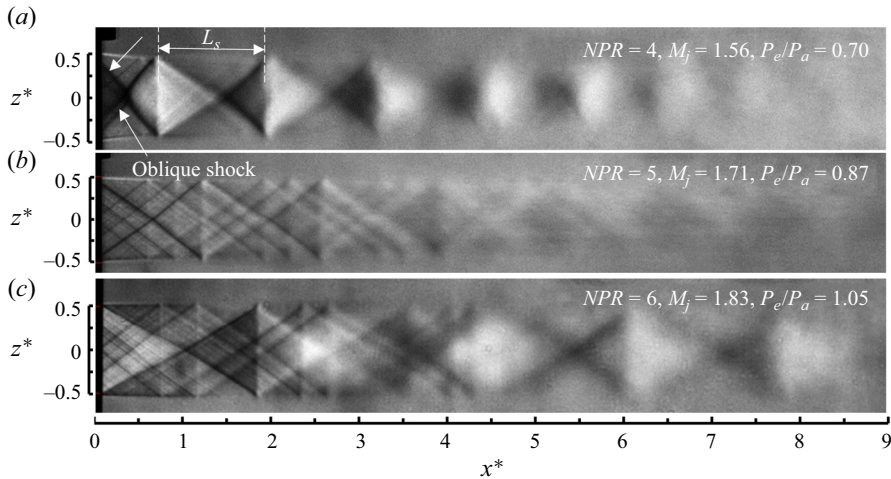 (a)
L_s
NPR = 4, M_j = 1.56, P_e/P_a = 0.70
0.5
z* 0
–0.5
Oblique shock
(b)
NPR = 5, M_j = 1.71, P_e/P_a = 0.87
0.5
z* 0
–0.5
(c)
NPR = 6, M_j = 1.83, P_e/P_a = 1.05
0.5
z* 0
–0.5
0 1 2 3 4 5 6 7 8 9
x*